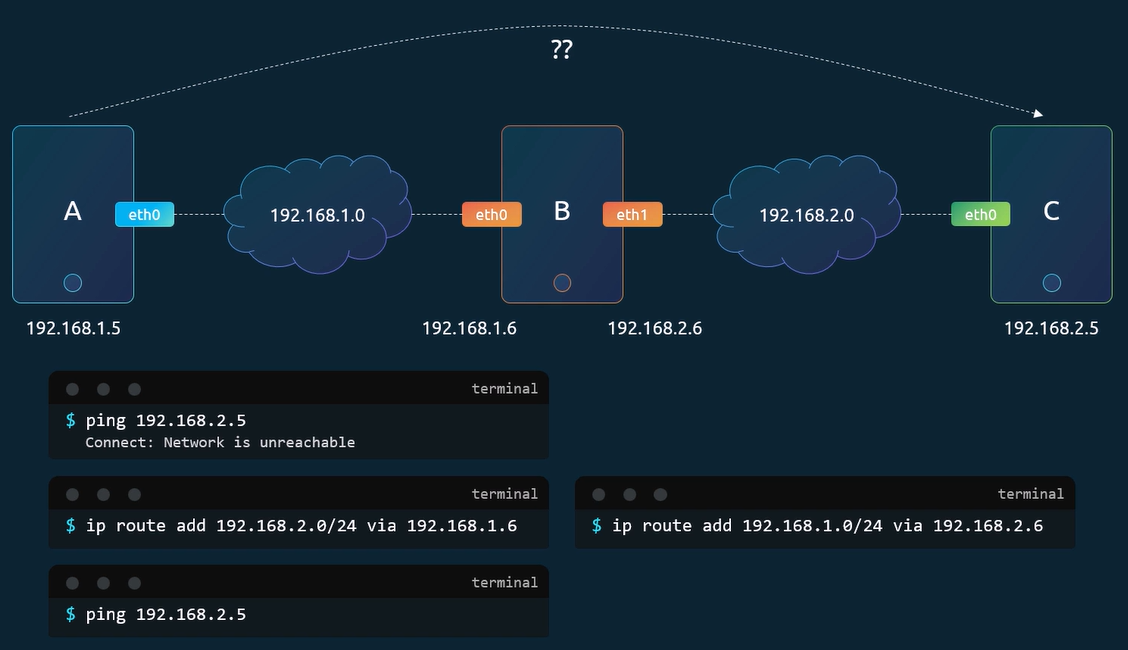 ??
A
eth0
192.168.1.0
eth0
B
eth1
192.168.2.0
eth0
C
192.168.1.5
192.168.1.6
192.168.2.6
192.168.2.5
terminal
$ ping 192.168.2.5
Connect: Network is unreachable
terminal
$ ip route add 192.168.2.0/24 via 192.168.1.6
terminal
$ ip route add 192.168.1.0/24 via 192.168.2.6
terminal
$ ping 192.168.2.5